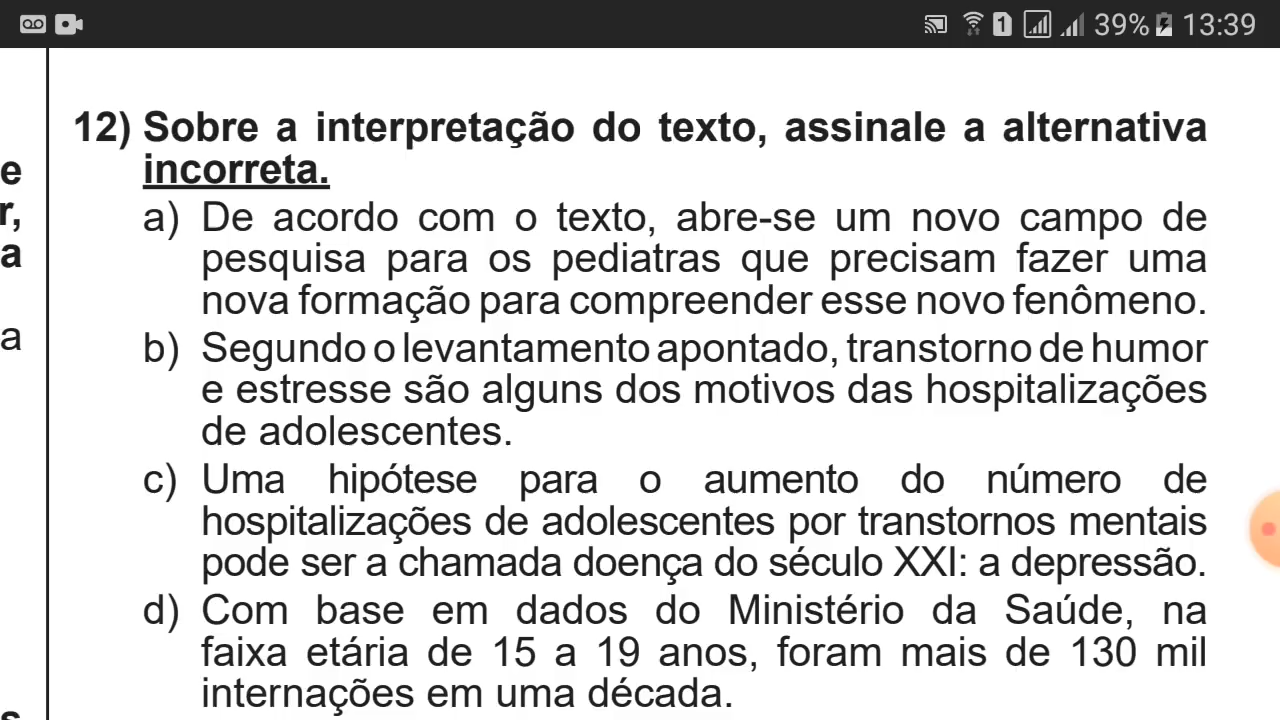 1 39% 13:39
e
r,
a
a
s
12) Sobre a interpretação do texto, assinale a alternativa
incorreta.
a) De acordo com o texto, abre-se um novo campo de
pesquisa para os pediatras que precisam fazer uma
nova formação para compreender esse novo fenômeno.
b) Segundo o levantamento apontado, transtorno de humor
e estresse são alguns dos motivos das hospitalizações
de adolescentes.
c) Uma hipótese para o aumento do número de
hospitalizações de adolescentes por transtornos mentais
pode ser a chamada doença do século XXI: a depressão.
d) Com base em dados do Ministério da Saúde, na
faixa etária de 15 a 19 anos, foram mais de 130 mil
internações em uma década.